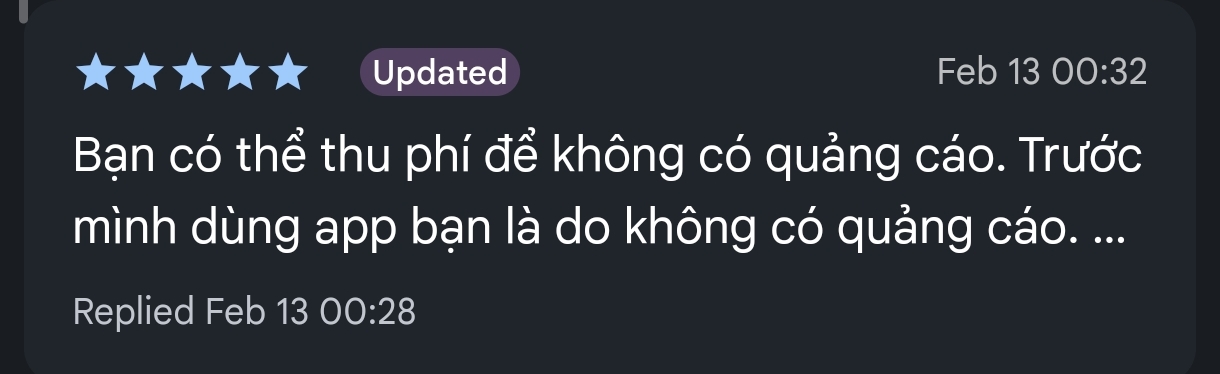 Updated Feb 13 00:32
Bạn có thể thu phí để không có quảng cáo. Trước
mình dùng app bạn là do không có quảng cáo. ...
Replied Feb 13 00:28